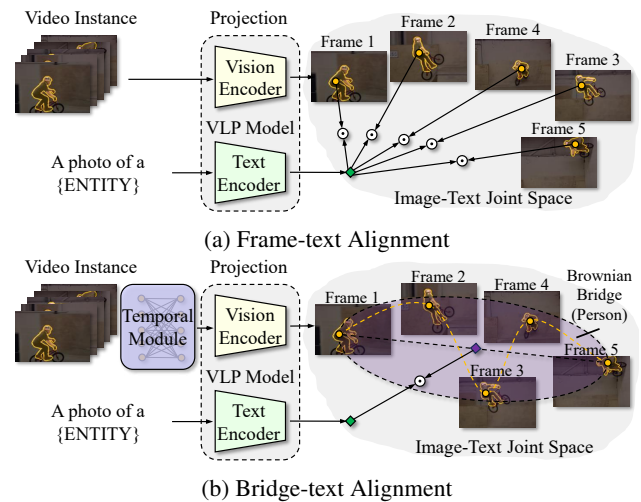 Video Instance
Projection
Frame 1
Frame 2
Frame 4
Frame 3
Frame 5
Vision
Encoder
VLP Model
A photo of a
{ENTITY}
Text
Encoder
Image-Text Joint Space
(a) Frame-text Alignment
Video Instance
Projection
Frame 1
Frame 2
Frame 4
Brownian
Bridge
(Person)
Temporal
Module
Vision
Encoder
Frame 5
VLP Model
Frame 3
A photo of a
{ENTITY}
Text
Encoder
Image-Text Joint Space
(b) Bridge-text Alignment